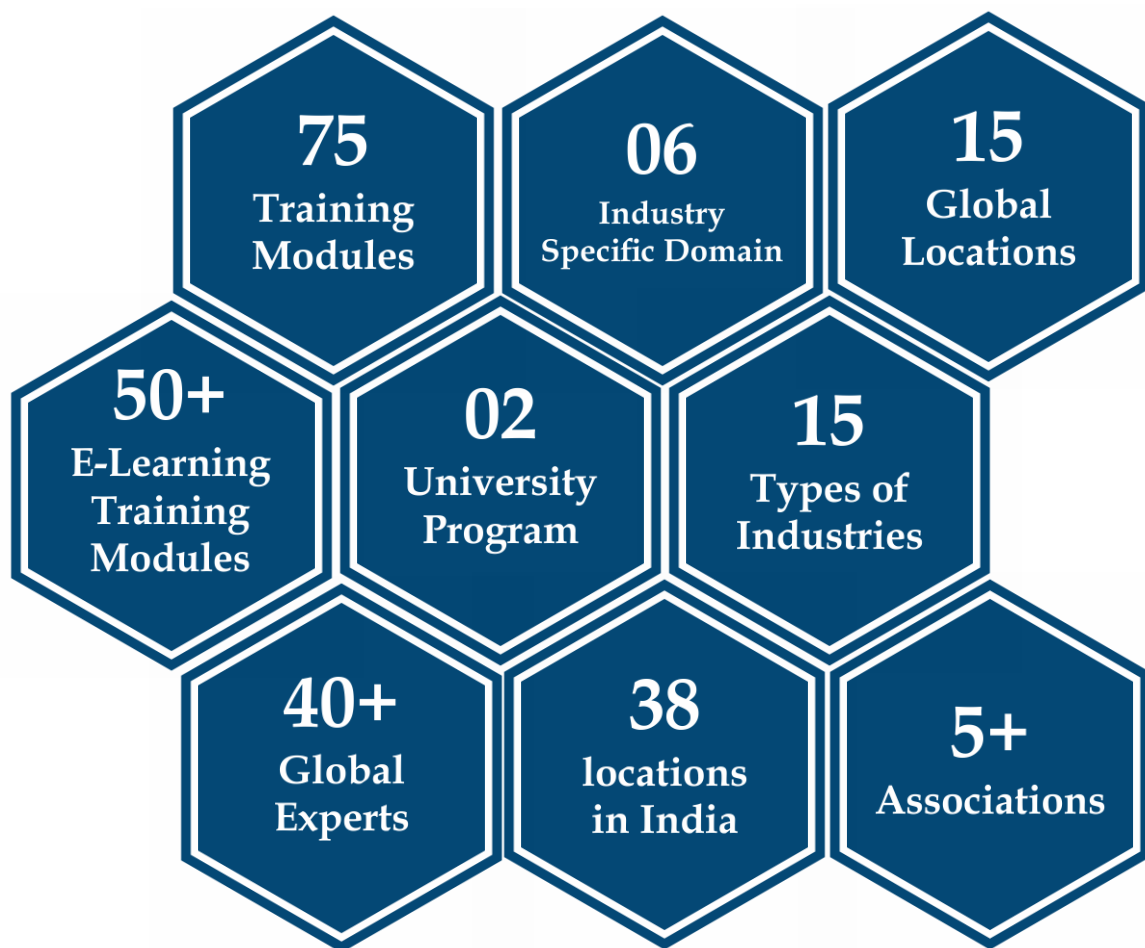 75
Training
Modules
06
Industry
Specific Domain
15
Global
Locations
50+
E-Learning
Training
Modules
02
University
Program
15
Types of
Industries
40+
Global
Experts
38
locations
in India
5+
Associations